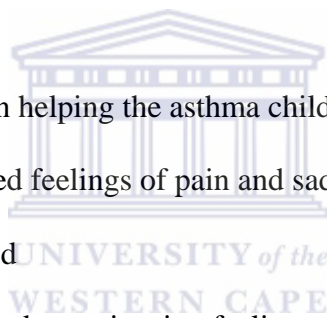 n helping the asthma child
ed feelings of pain and sad
d
UNIVERSITY of the
WESTERN CAPE